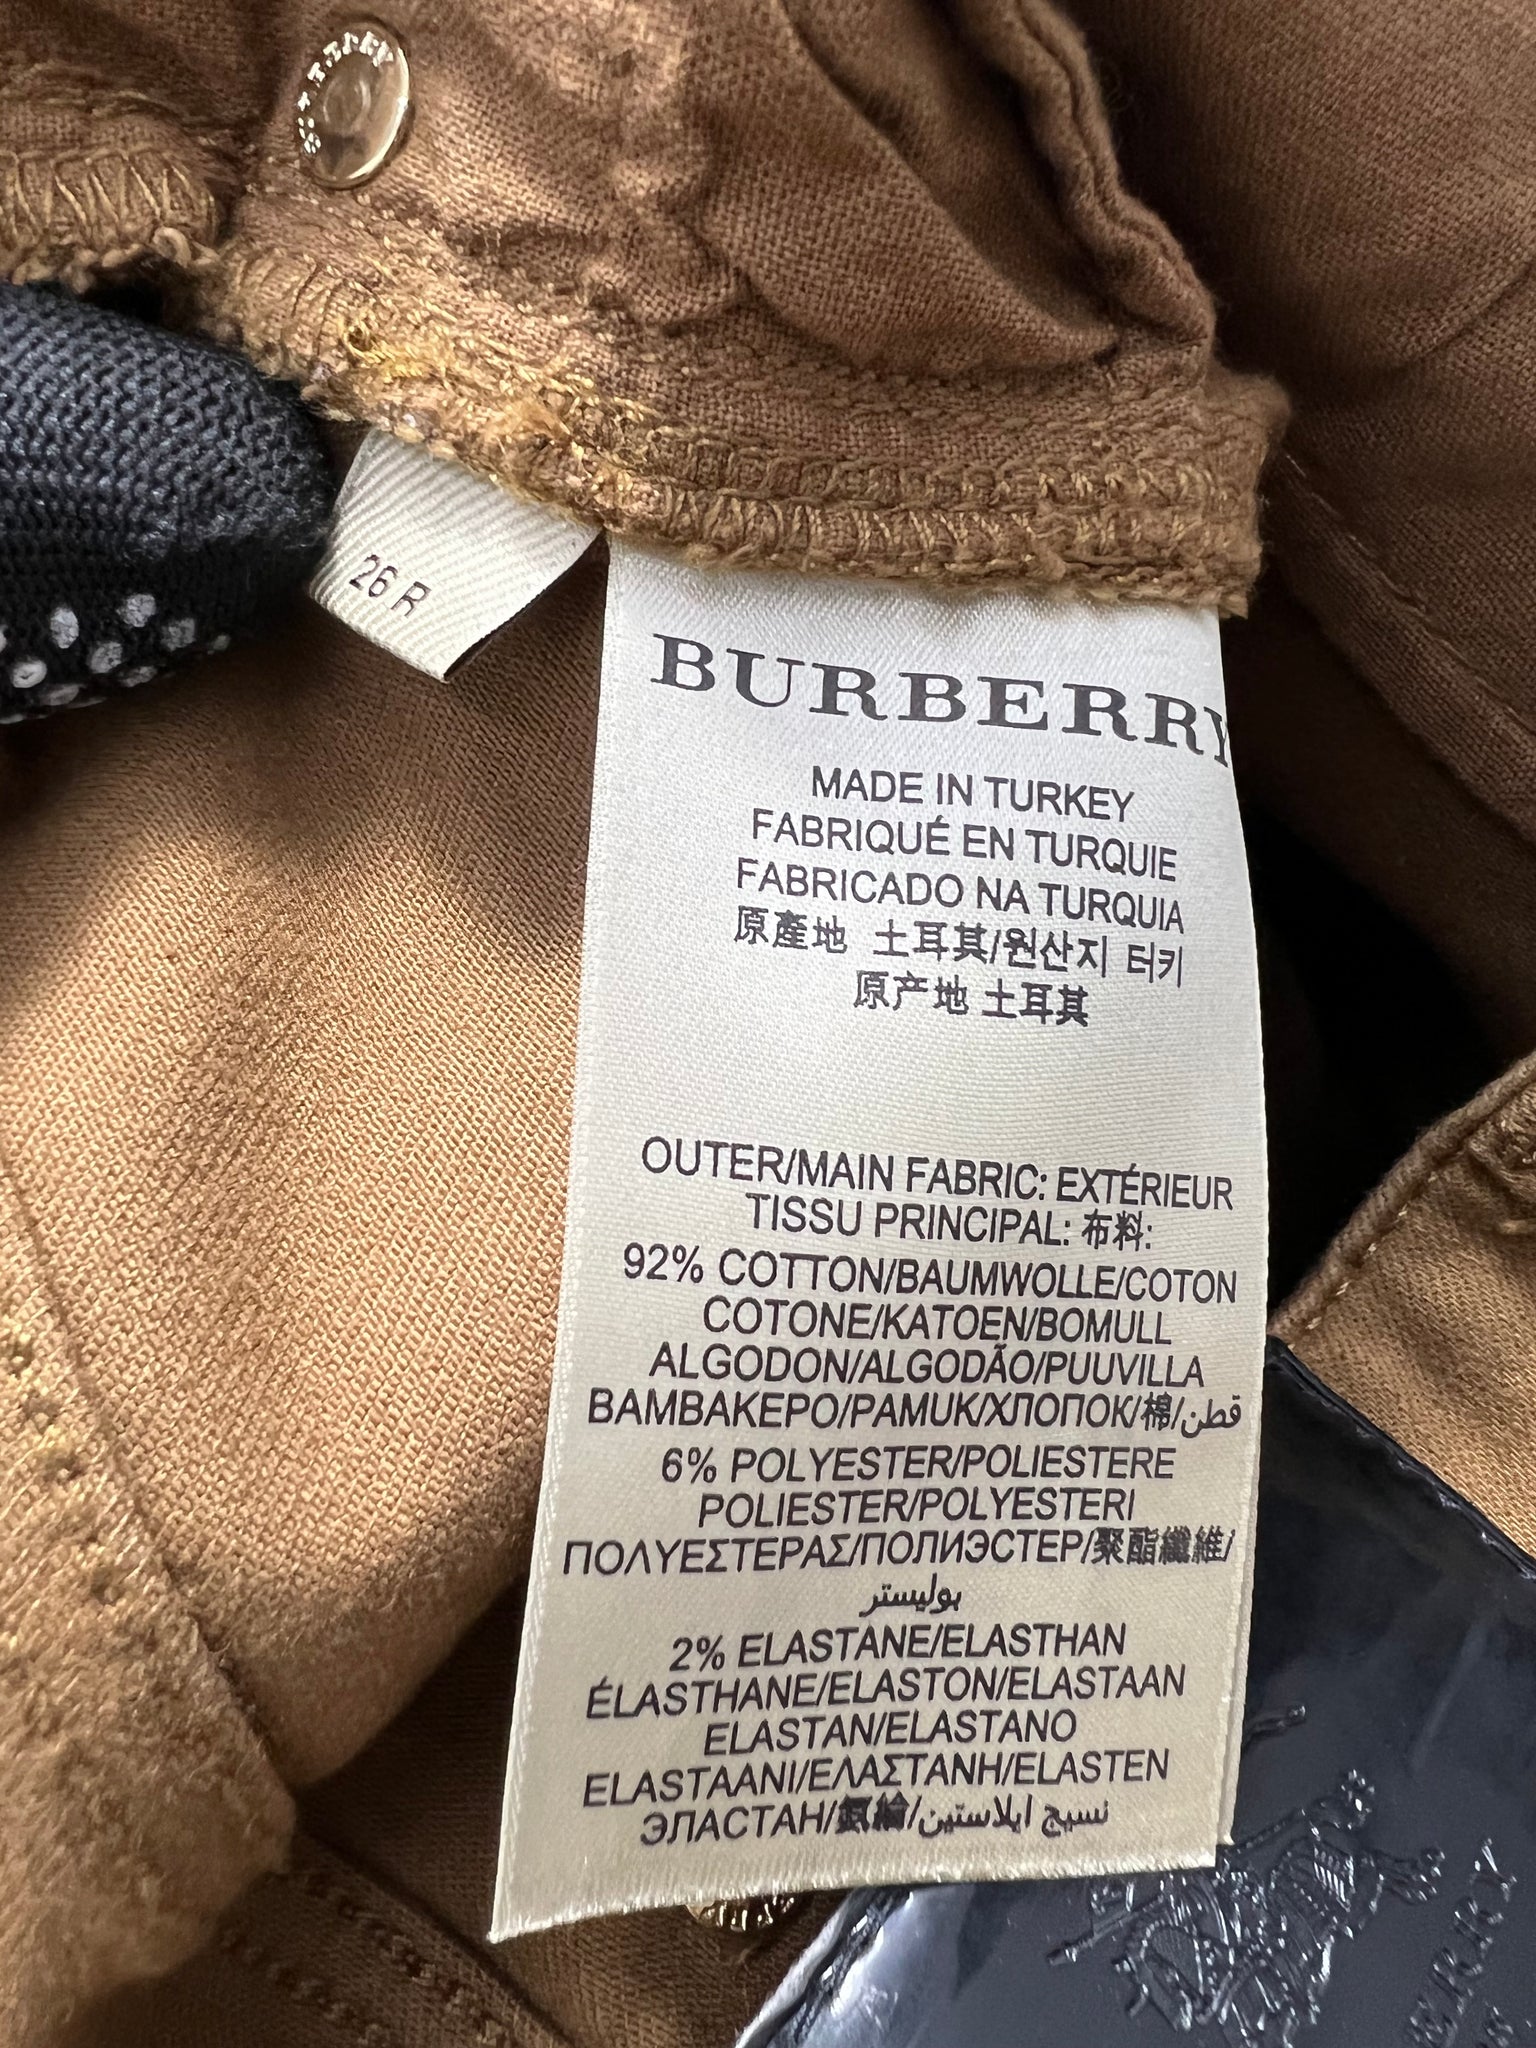 26 R
BURBERRY
MADE IN TURKEY
FABRIQUÉ EN TURQUIE
FABRICADO NA TURQUIA
原產地 土耳其/원산지 터키
原产地 土耳其
OUTER/MAIN FABRIC: EXTÉRIEUR
TISSU PRINCIPAL: 布料:
92% COTTON/BAUMWOLLE/COTON
COTONE/KATOEN/BOMULL
ALGODON/ALGODÃO/PUUVILLA
BAMBAKEPO/PAMUK/ХЛОПОК/棉/قطن
6% POLYESTER/POLIESTERE
POLIESTER/POLYESTERI
ΠΟΛΥΕΣΤΕΡΑΣ/ПОЛИЭСТЕР/聚酯纖維/
بوليستر
2% ELASTANE/ELASTHAN
ÉLASTHANE/ELASTON/ELASTAAN
ELASTAN/ELASTANO
ELASTAANI/ΕΛΑΣΤΑΝΗ/ELASTEN
ЭЛАСТАН/氨綸/نسيج ايلاستين